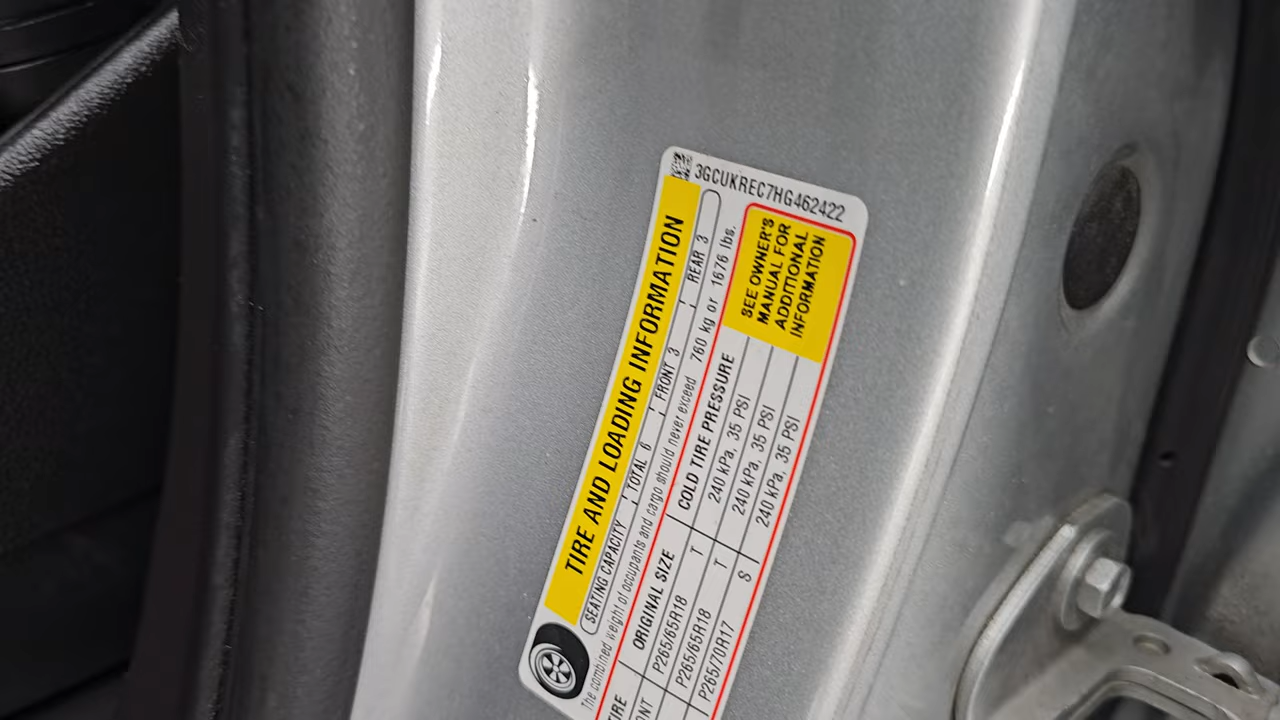 3GCUKREC7HG462422
TIRE AND LOADING INFORMATION
SEATING CAPACITY TOTAL 6 FRONT 3 REAR 3
The combined weight of occupants and cargo should never exceed 760 kg or 1676 lbs.
ORIGINAL SIZE COLD TIRE PRESSURE
P265/65R18 T 240 kPa, 35 PSI
P265/65R18 T 240 kPa, 35 PSI
P265/70R17 S 240 kPa, 35 PSI
SEE OWNER'S
MANUAL FOR
ADDITIONAL
INFORMATION